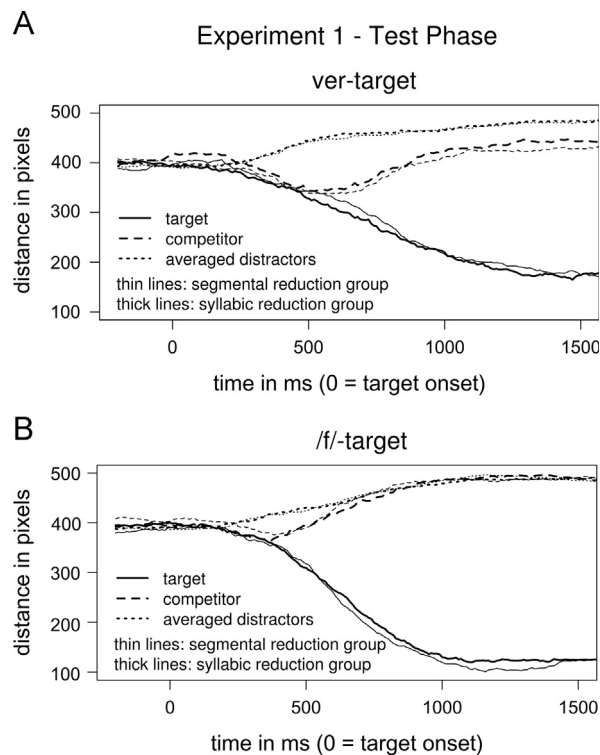 A
Experiment 1 - Test Phase
ver-target
500
400
300
200
100
distance in pixels
target
competitor
averaged distractors
thin lines: segmental reduction group
thick lines: syllabic reduction group
0 500 1000 1500
time in ms (0 = target onset)
B
/f/-target
500
400
300
200
100
distance in pixels
target
competitor
averaged distractors
thin lines: segmental reduction group
thick lines: syllabic reduction group
0 500 1000 1500
time in ms (0 = target onset)